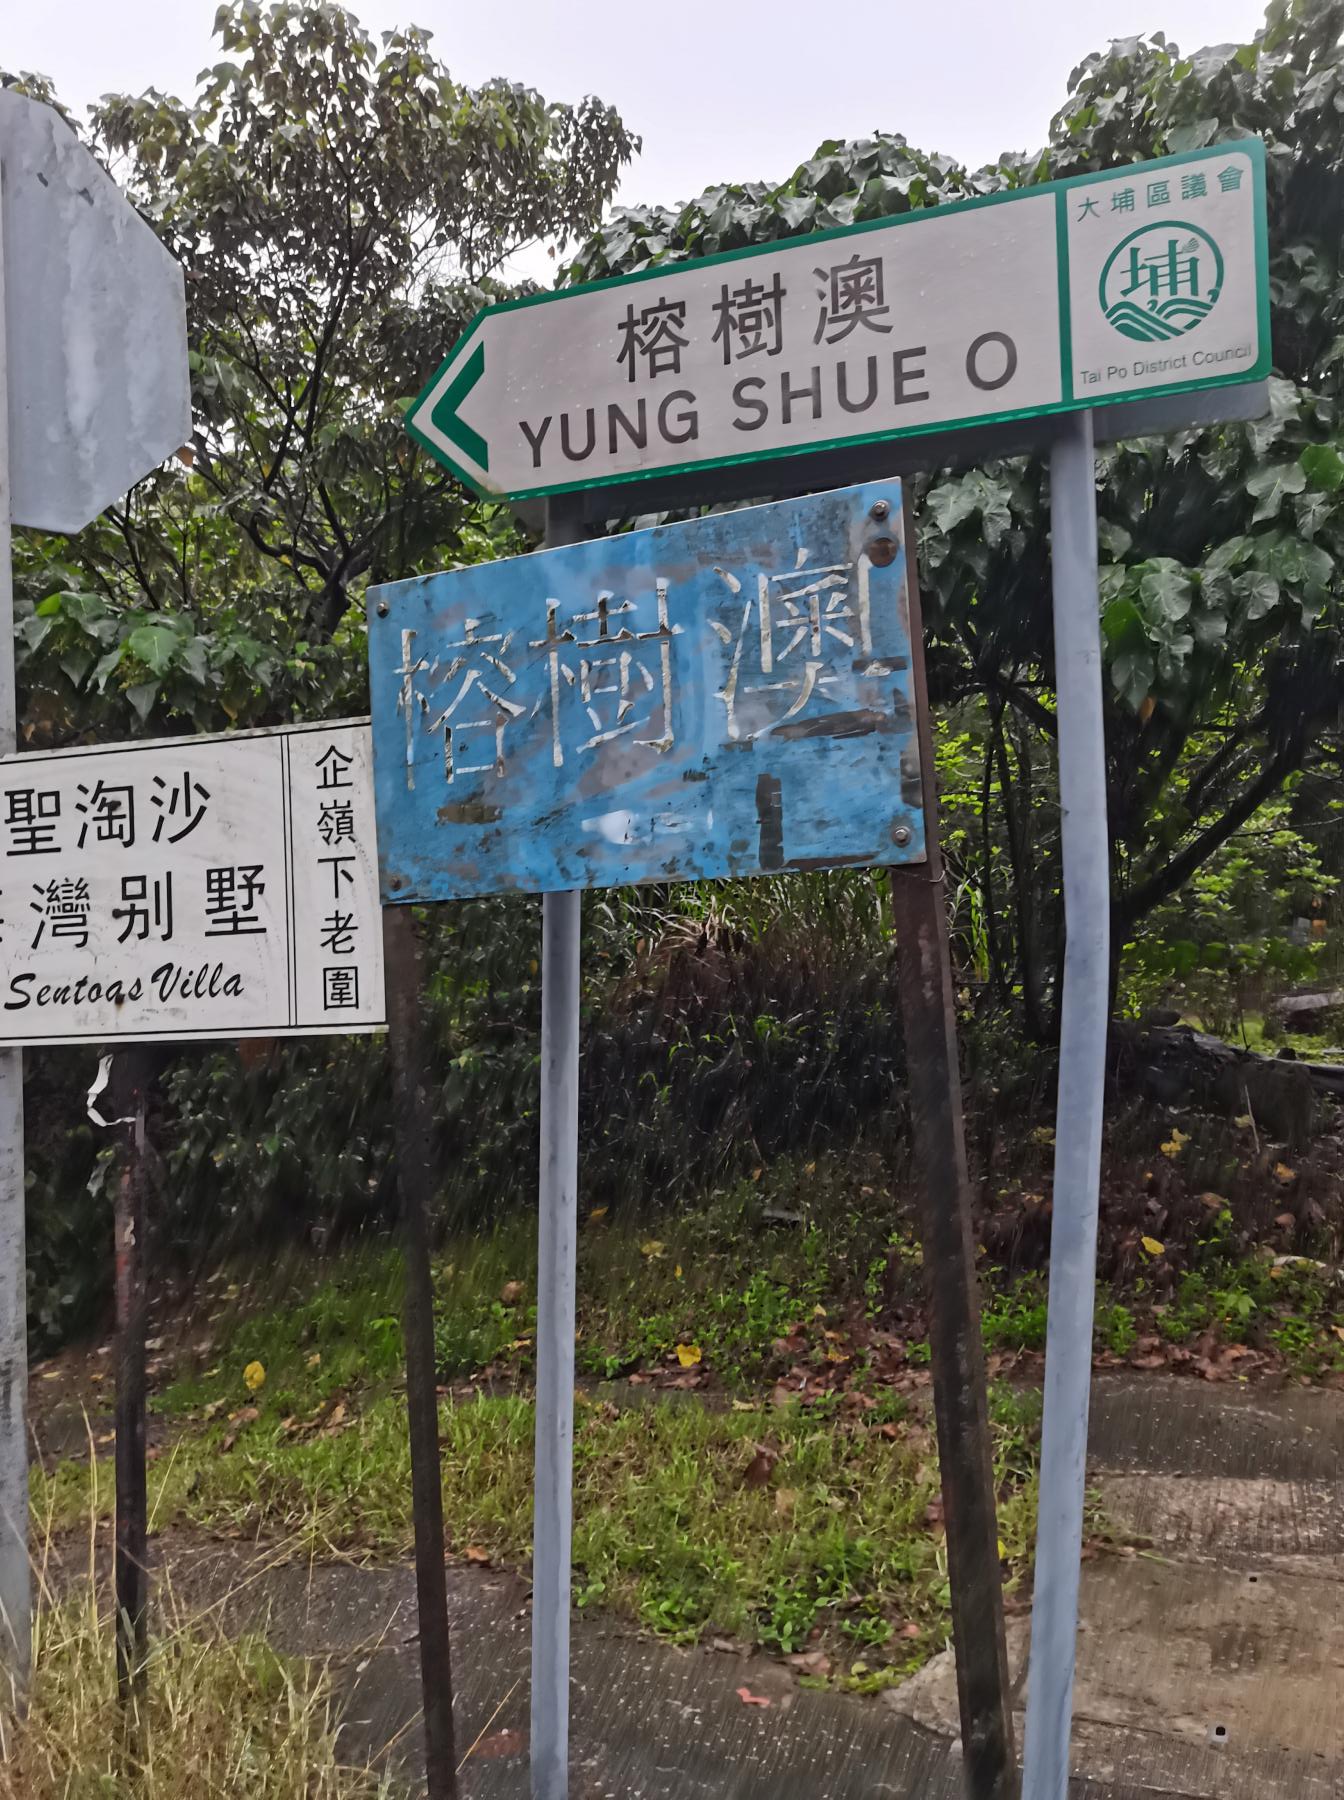 榕樹澳
YUNG SHUE O
大埔區議會
埔
Tai Po District Council
榕樹澳
聖淘沙
灣別墅
Sentoas Villa
企嶺下老圍